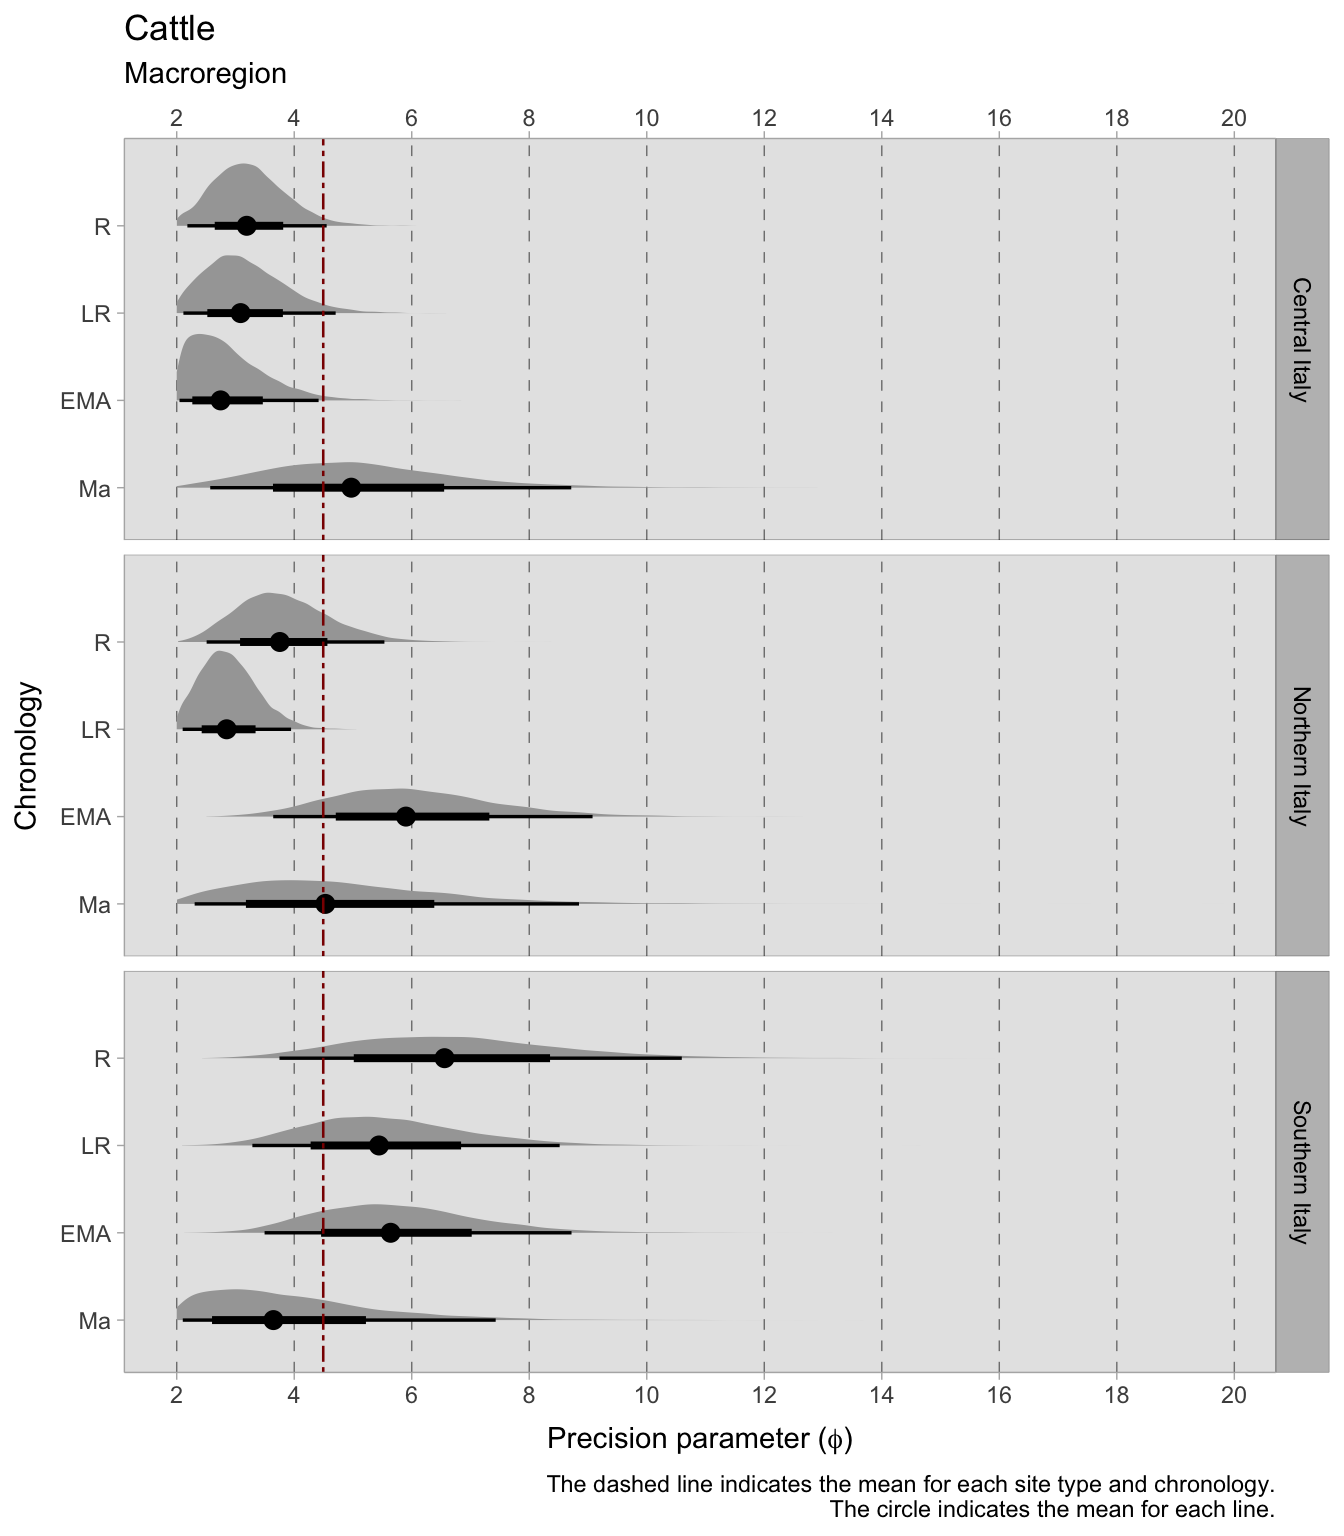 Cattle
Macroregion
2 4 6 8 10 12 14 16 18 20
R
LR
EMA
Ma
Central Italy
R
LR
EMA
Ma
Northern Italy
R
LR
EMA
Ma
Southern Italy
Chronology
2 4 6 8 10 12 14 16 18 20
Precision parameter (ϕ)
The dashed line indicates the mean for each site type and chronology.
The circle indicates the mean for each line.